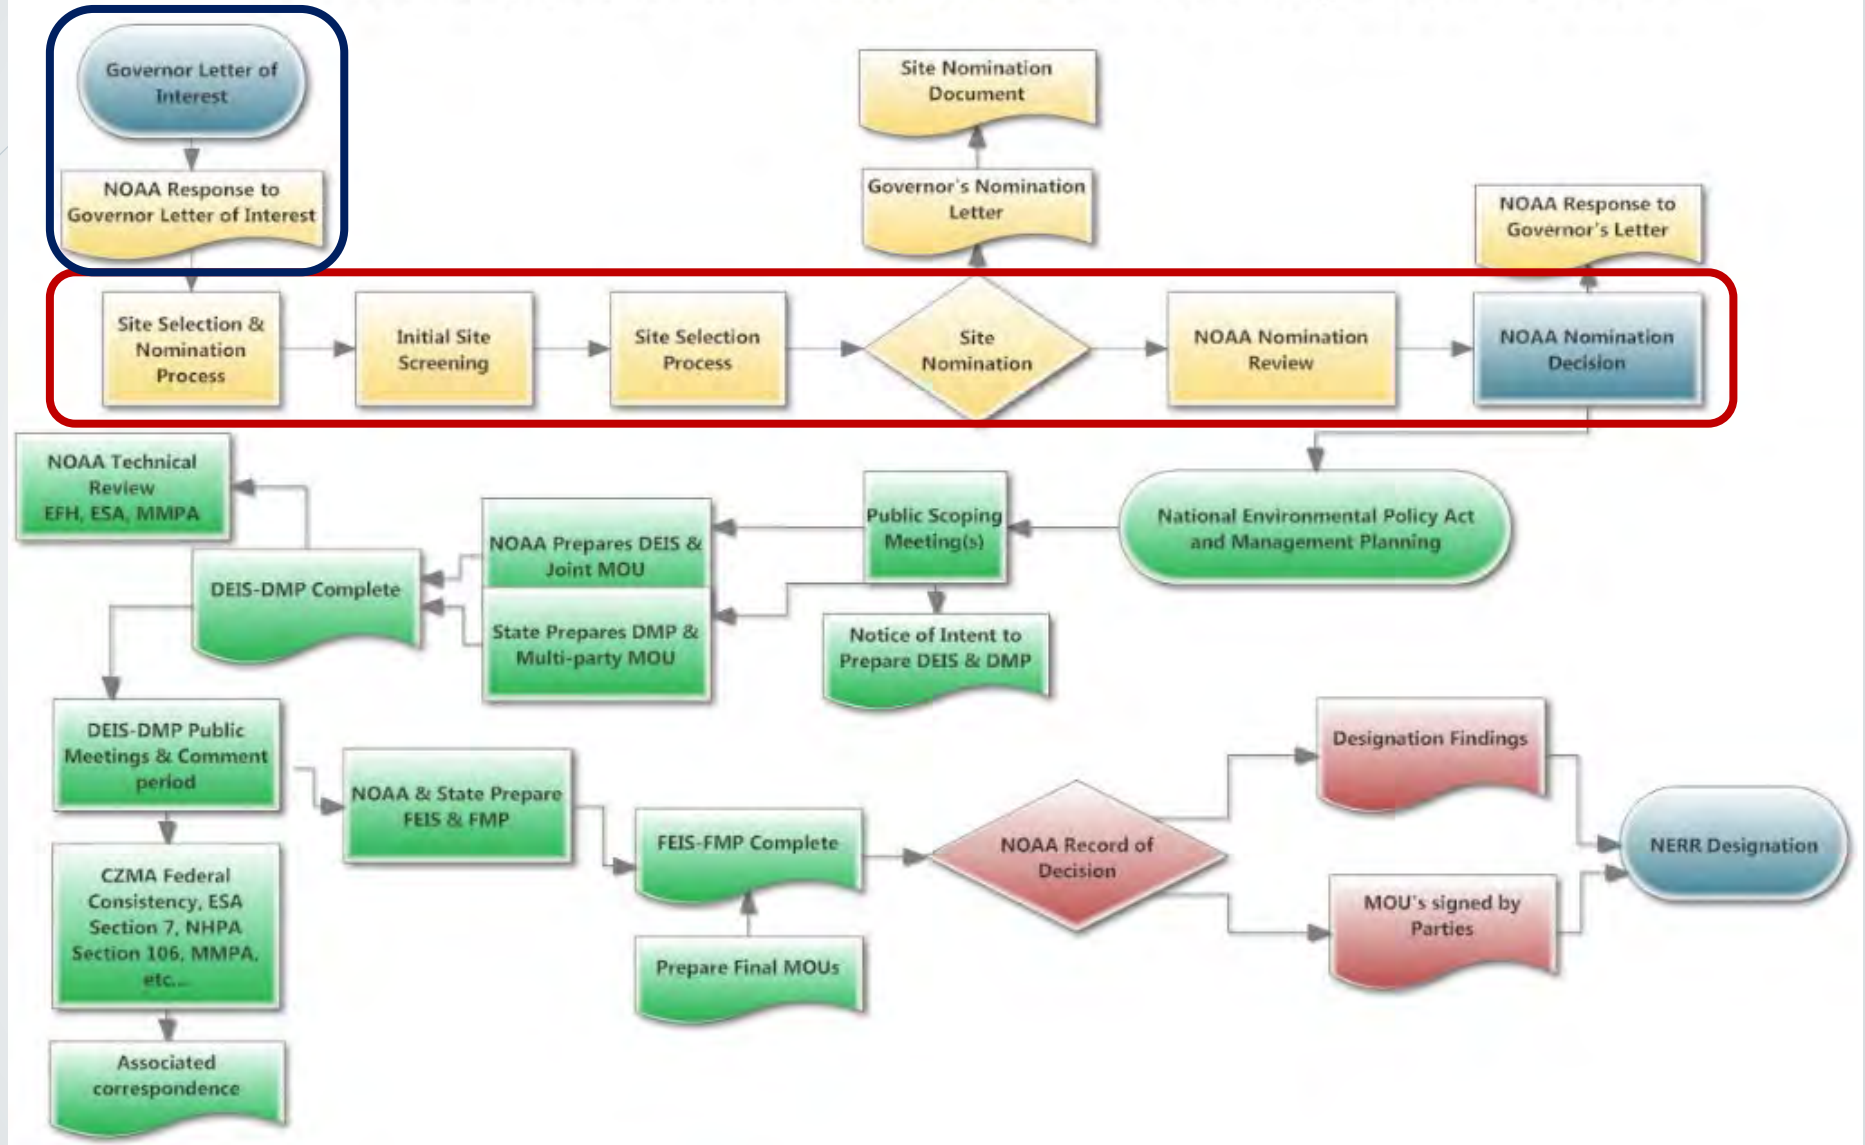 Governor Letter of
Interest
NOAA Response to
Governor Letter of Interest
Site Nomination
Document
Governor's Nomination
Letter
NOAA Response to
Governor's Letter
Site Selection &
Nomination
Process
Initial Site
Screening
Site Selection
Process
Site
Nomination
NOAA Nomination
Review
NOAA Nomination
Decision
National Environmental Policy Act
and Management Planning
Public Scoping
Meeting(s)
Notice of Intent to
Prepare DEIS & DMP
NOAA Prepares DEIS &
Joint MOU
State Prepares DMP &
Multi-party MOU
DEIS-DMP Complete
NOAA Technical
Review
EFH, ESA, MMPA
DEIS-DMP Public
Meetings & Comment
period
CZMA Federal
Consistency, ESA
Section 7, NHPA
Section 106, MMPA,
etc...
Associated
correspondence
NOAA & State Prepare
FEIS & FMP
FEIS-FMP Complete
Prepare Final MOUs
NOAA Record of
Decision
Designation Findings
MOU's signed by
Parties
NERR Designation